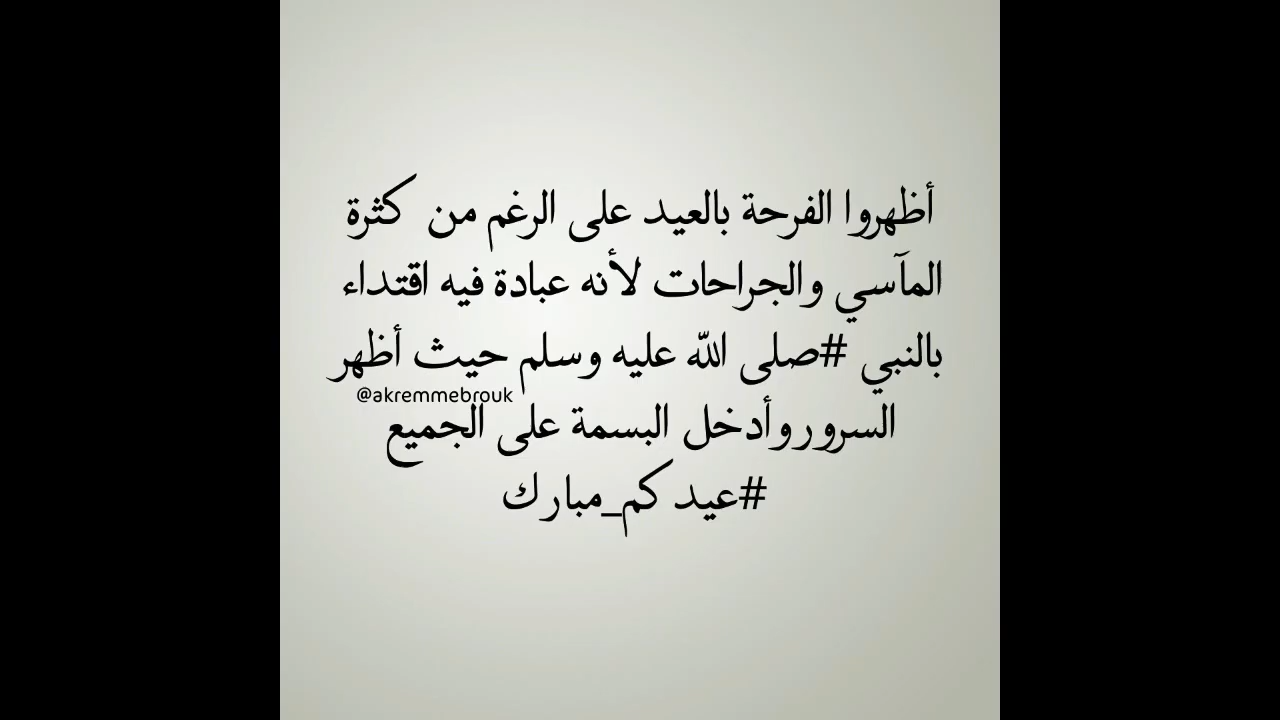 أظهروا الفرحة بالعيد على الرغم من كثرة
المآسي والجراحات لأنه عبادة فيه اقتداء
بالنبي #صلى الله عليه وسلم حيث أظهر
@akremmebrouk
السرور وأدخل البسمة على الجميع
#عيدكم_مبارك